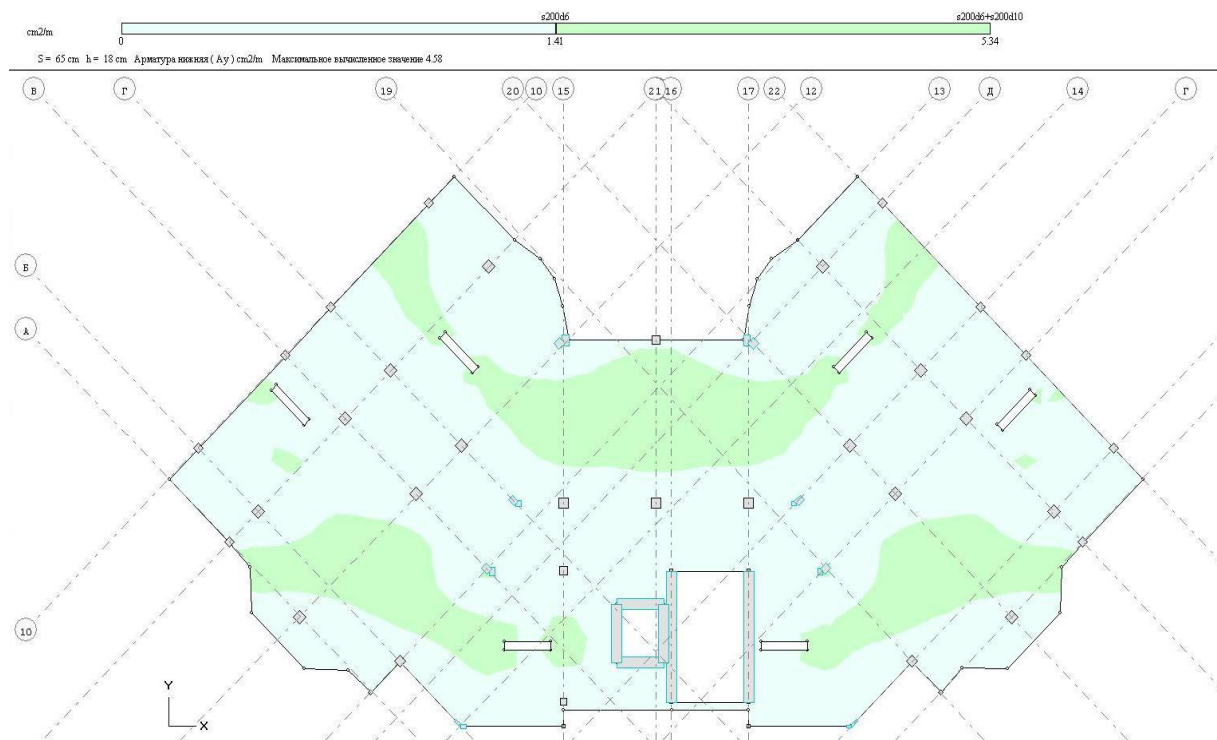 s200d6 s200d6+s200d10
cm2/m
0 1.41 5.34
S = 65 cm h = 18 cm Арматура нижняя ( Ay ) cm2/m Максимальное вычисленное значение 4.58
В Г 19 20 10 15 21 16 17 22 12 13 Д 14 Г
Б
А
10
Y
X